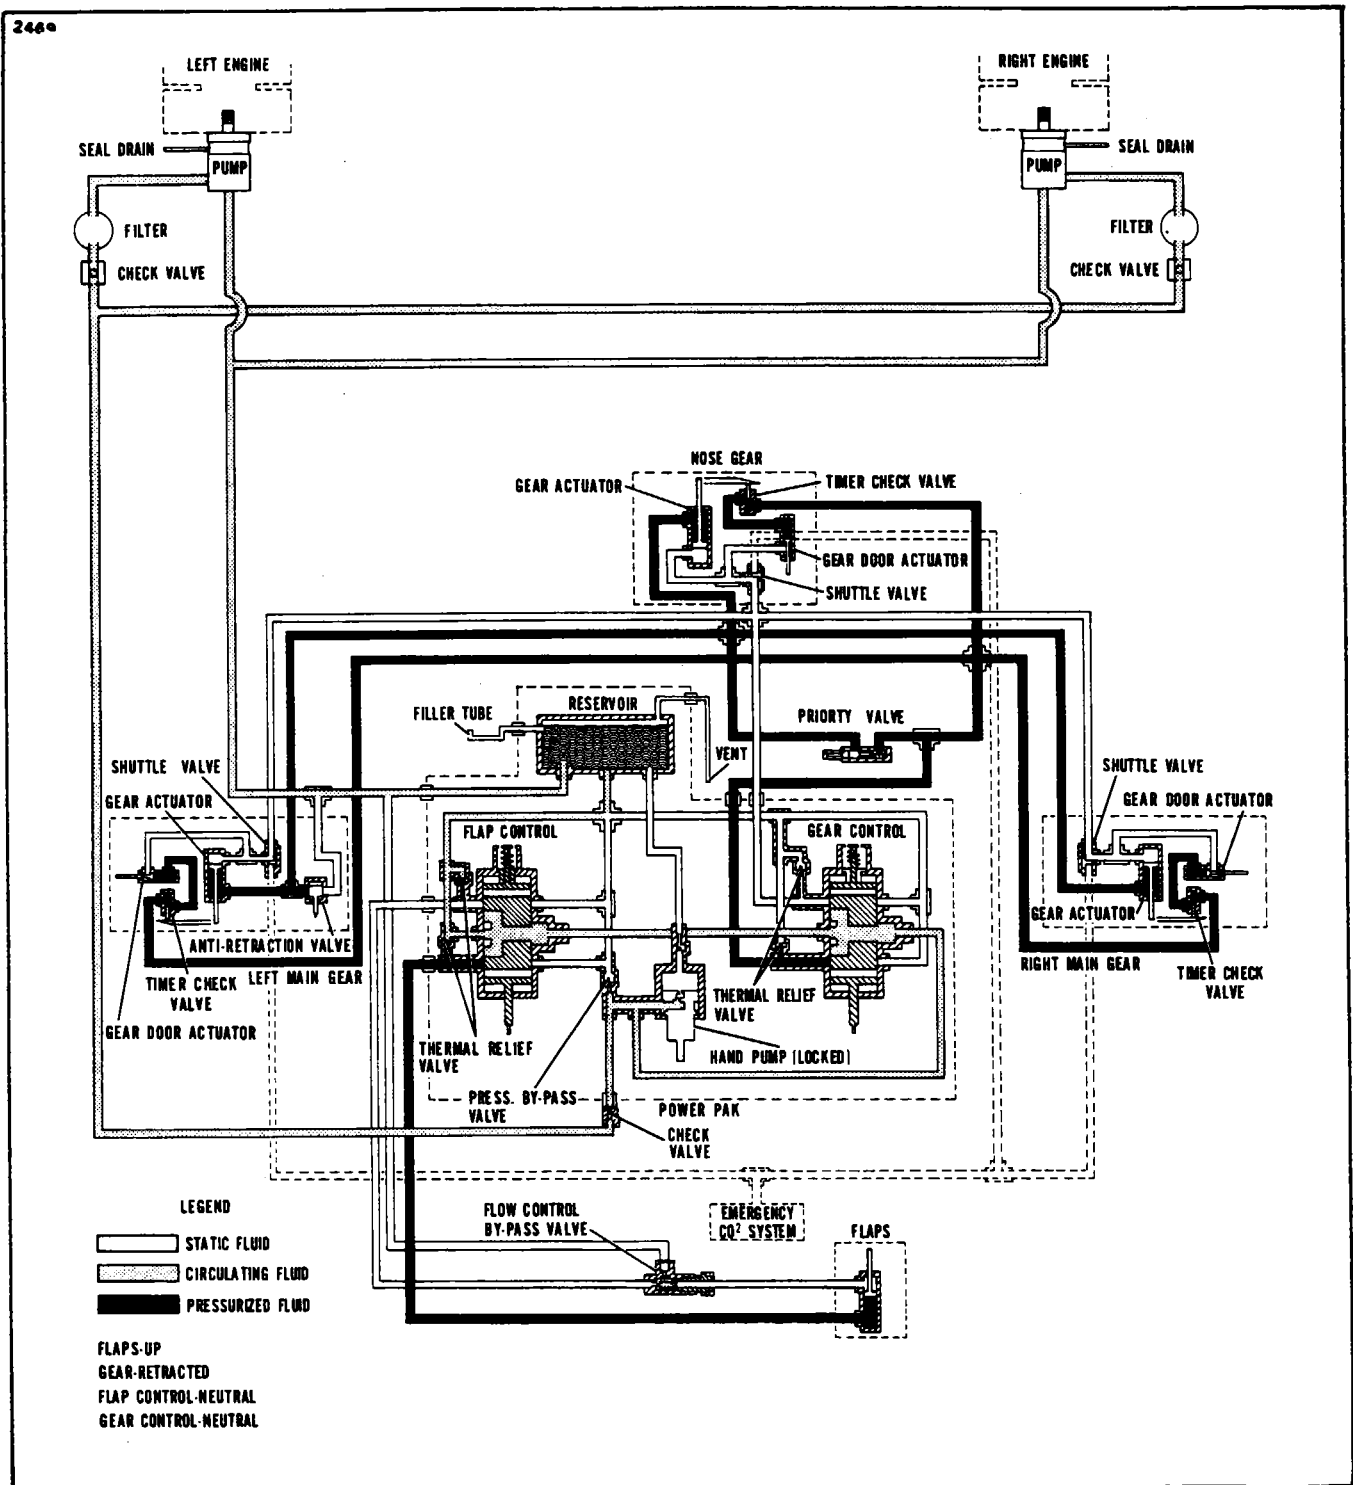 246a
LEFT ENGINE
RIGHT ENGINE
SEAL DRAIN
PUMP
PUMP
SEAL DRAIN
FILTER
FILTER
CHECK VALVE
CHECK VALVE
NOSE GEAR
GEAR ACTUATOR
TIMER CHECK VALVE
GEAR DOOR ACTUATOR
SHUTTLE VALVE
FILLER TUBE
RESERVOIR
PRIORTY VALVE
VENT
SHUTTLE VALVE
GEAR ACTUATOR
SHUTTLE VALVE
GEAR DOOR ACTUATOR
FLAP CONTROL
GEAR CONTROL
GEAR ACTUATOR
ANTI-RETRACTION VALVE
LEFT MAIN GEAR
RIGHT MAIN GEAR
TIMER CHECK
VALVE
TIMER CHECK
VALVE
GEAR DOOR ACTUATOR
THERMAL RELIEF
VALVE
THERMAL RELIEF
VALVE
HAND PUMP (LOCKED)
PRESS. BY-PASS
VALVE
POWER PAK
CHECK
VALVE
LEGEND
STATIC FLUID
CIRCULATING FLUID
PRESSURIZED FLUID
FLOW CONTROL
BY-PASS VALVE
EMERGENCY
CO² SYSTEM
FLAPS
FLAPS-UP
GEAR-RETRACTED
FLAP CONTROL-NEUTRAL
GEAR CONTROL-NEUTRAL